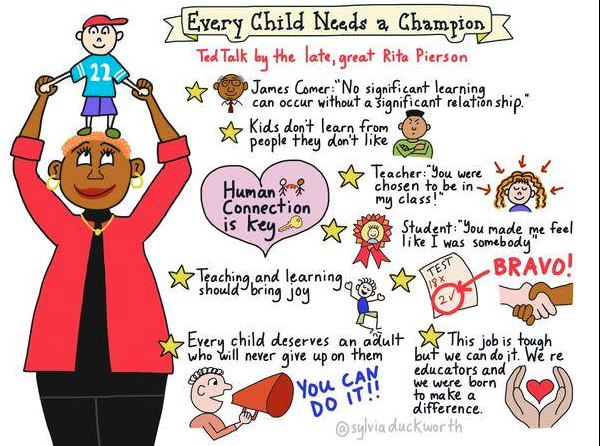 Every Child Needs a Champion
Ted Talk by the late, great Rita Pierson
22
James Comer: "No significant learning
can occur without a significant relationship."
Kids don't learn from
people they don't like
Human
Connection
is key
Teacher: "You were
chosen to be in
my class!"
Student: "You made me feel
like I was somebody"
Teaching and learning
should bring joy
TEST
18x
2✓
BRAVO!
Every child deserves an adult
who will never give up on them
YOU CAN
DO IT!!
This job is tough
but we can do it. We're
educators and
we were born
to make a
difference.
@sylviaduckworth